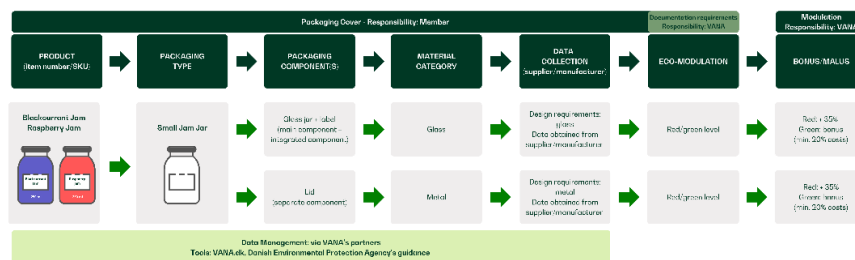 Packaging Cover - Responsibility: Member
Documentation requirements
Responsibility: VANA
Modulation
Responsibility: VANA
PRODUCT
(item number/SKU)
PACKAGING
TYPE
PACKAGING
COMPONENT(S)
MATERIAL
CATEGORY
DATA
COLLECTION
(supplier/manufacturer)
ECO-MODULATION
BONUS/MALUS
Blackcurrant Jam
Raspberry Jam
Small Jam Jar
Glass jar + label
(main component +
integrated component)
Glass
Design requirements:
glass
Data obtained from
supplier/manufacturer
Red/green level
Red: + 35%
Green: bonus
(min. 20% costs)
Lid
(separate component)
Metal
Design requirements:
metal
Data obtained from
supplier/manufacturer
Red/green level
Red: + 35%
Green: bonus
(min. 20% costs)
Data Management: via VANA's partners
Tools: VANA.dk, Danish Environmental Protection Agency's guidance